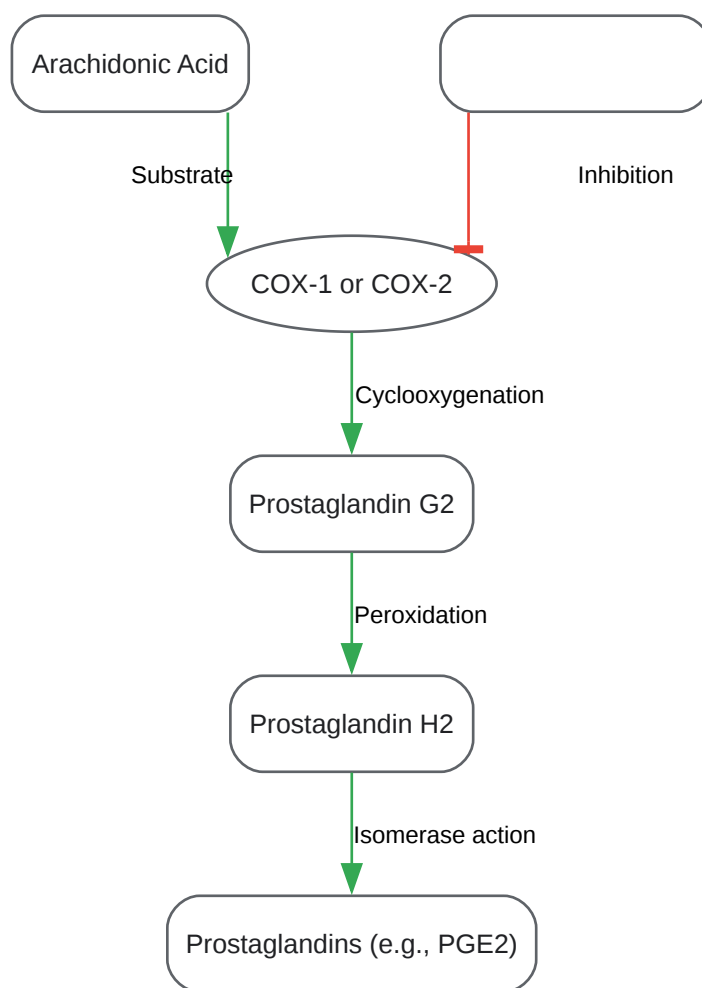 Arachidonic Acid
Substrate
Inhibition
COX-1 or COX-2
Cyclooxygenation
Prostaglandin G2
Peroxidation
Prostaglandin H2
Isomerase action
Prostaglandins (e.g., PGE2)